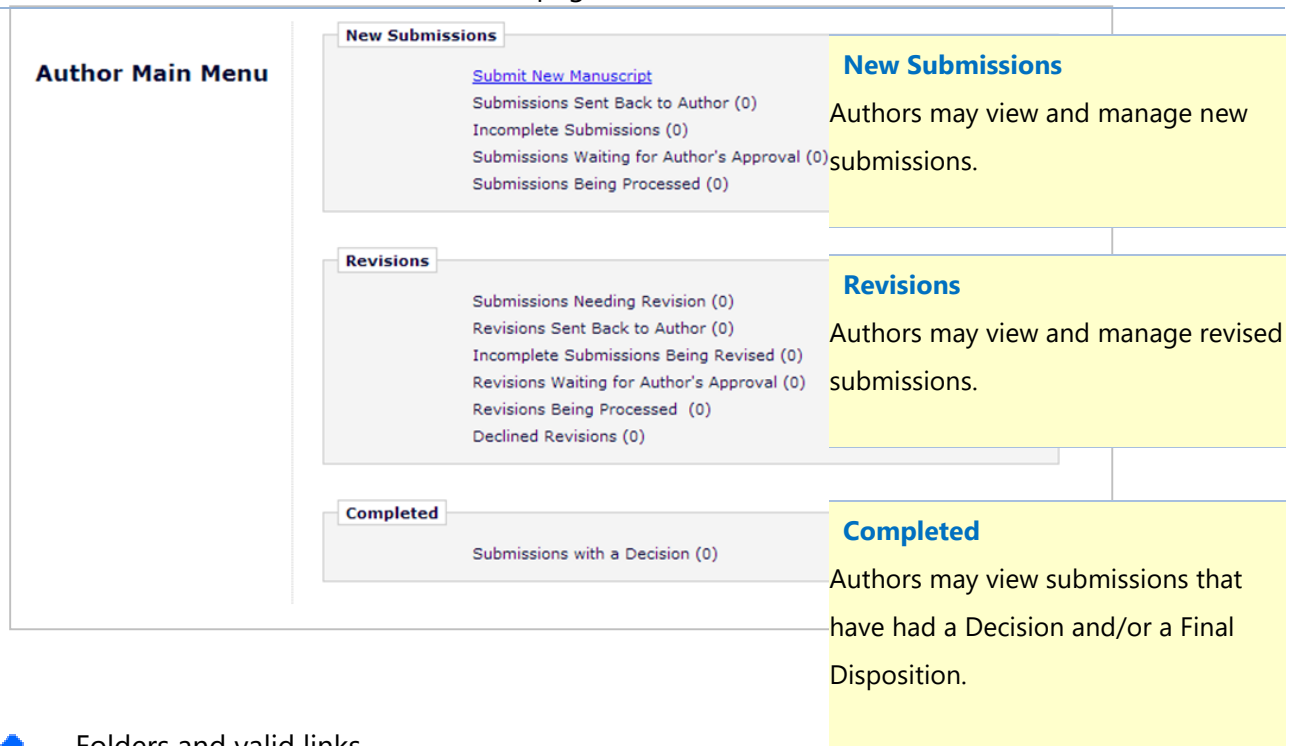 Author Main Menu
New Submissions
Submit New Manuscript
Submissions Sent Back to Author (0)
Incomplete Submissions (0)
Submissions Waiting for Author's Approval (0)
Submissions Being Processed (0)
New Submissions
Authors may view and manage new
submissions.
Revisions
Submissions Needing Revision (0)
Revisions Sent Back to Author (0)
Incomplete Submissions Being Revised (0)
Revisions Waiting for Author's Approval (0)
Revisions Being Processed (0)
Declined Revisions (0)
Revisions
Authors may view and manage revised
submissions.
Completed
Submissions with a Decision (0)
Completed
Authors may view submissions that
have had a Decision and/or a Final
Disposition.
Folders and valid links